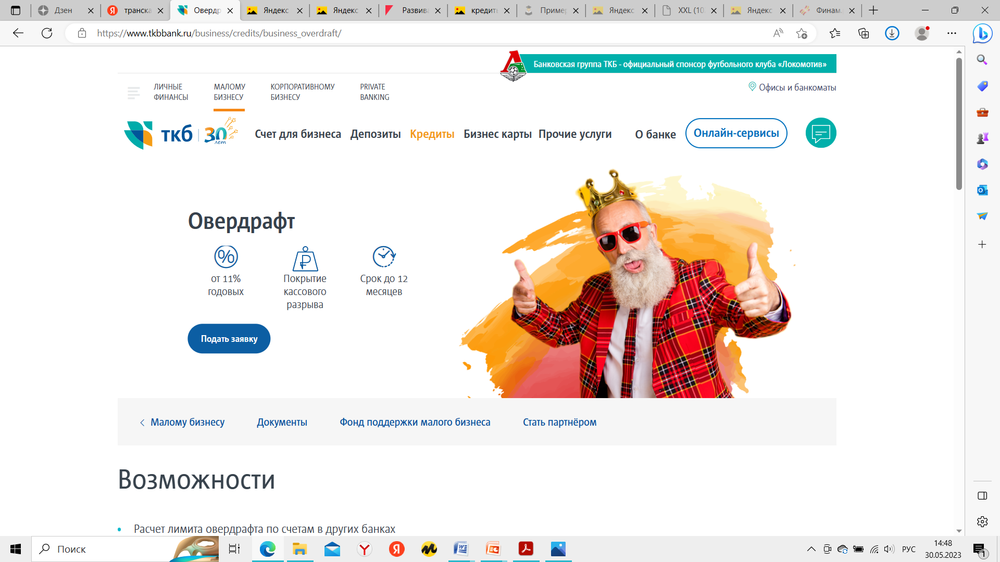 Дзен
транска
Овердр
Яндекс
Яндекс
Развива
кредить
Пример
Яндекс
XXL (10
Яндекс
Финам.
https://www.tkbbank.ru/business/credits/business_overdraft/
Банковская группа ТКБ - официальный спонсор футбольного клуба «Локомотив»
ЛИЧНЫЕ
ФИНАНСЫ
МАЛОМУ
БИЗНЕСУ
КОРПОРАТИВНОМУ
БИЗНЕСУ
PRIVATE
BANKING
Офисы и банкоматы
ткб
30 лет
Счет для бизнеса
Депозиты
Кредиты
Бизнес карты
Прочие услуги
О банке
Онлайн-сервисы
Овердрафт
от 11%
годовых
Покрытие
кассового
разрыва
Срок до 12
месяцев
Подать заявку
Малому бизнесу
Документы
Фонд поддержки малого бизнеса
Стать партнёром
Возможности
Расчет лимита овердрафта по счетам в других банках
Поиск
РУС
14:48
30.05.2023
1